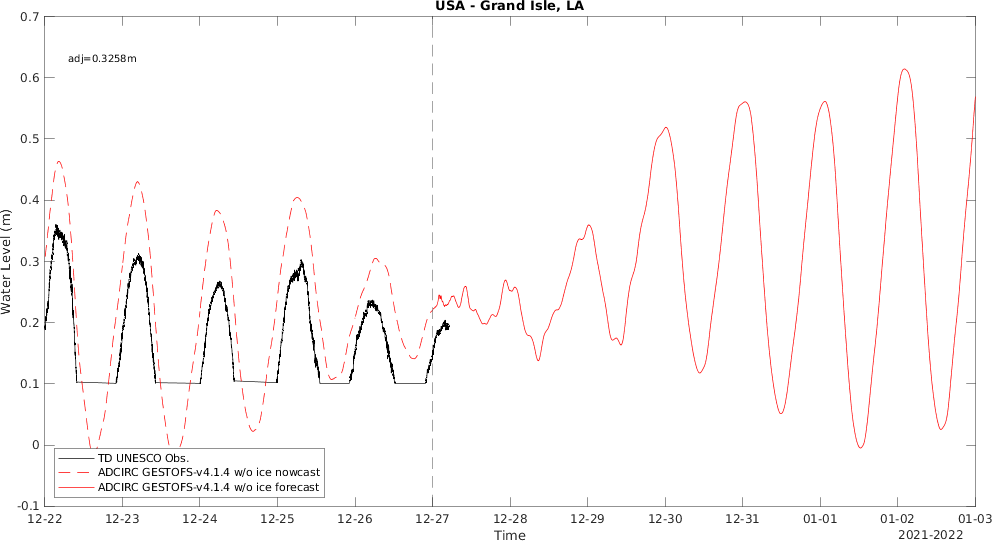 USA - Grand Isle, LA
adj=0.3258m
0.7
0.6
0.5
0.4
0.3
0.2
0.1
0
-0.1
Water Level (m)
TD UNESCO Obs.
ADCIRC GESTOFS-v4.1.4 w/o ice nowcast
ADCIRC GESTOFS-v4.1.4 w/o ice forecast
12-22 12-23 12-24 12-25 12-26 12-27 12-28 12-29 12-30 12-31 01-01 01-02 01-03
Time
2021-2022